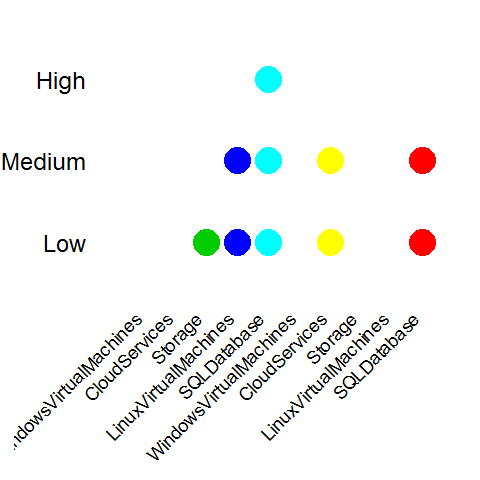 High
Medium
Low
ndowsVirtualMachines
CloudServices
Storage
LinuxVirtualMachines
SQLDatabase
WindowsVirtualMachines
CloudServices
Storage
LinuxVirtualMachines
SQLDatabase